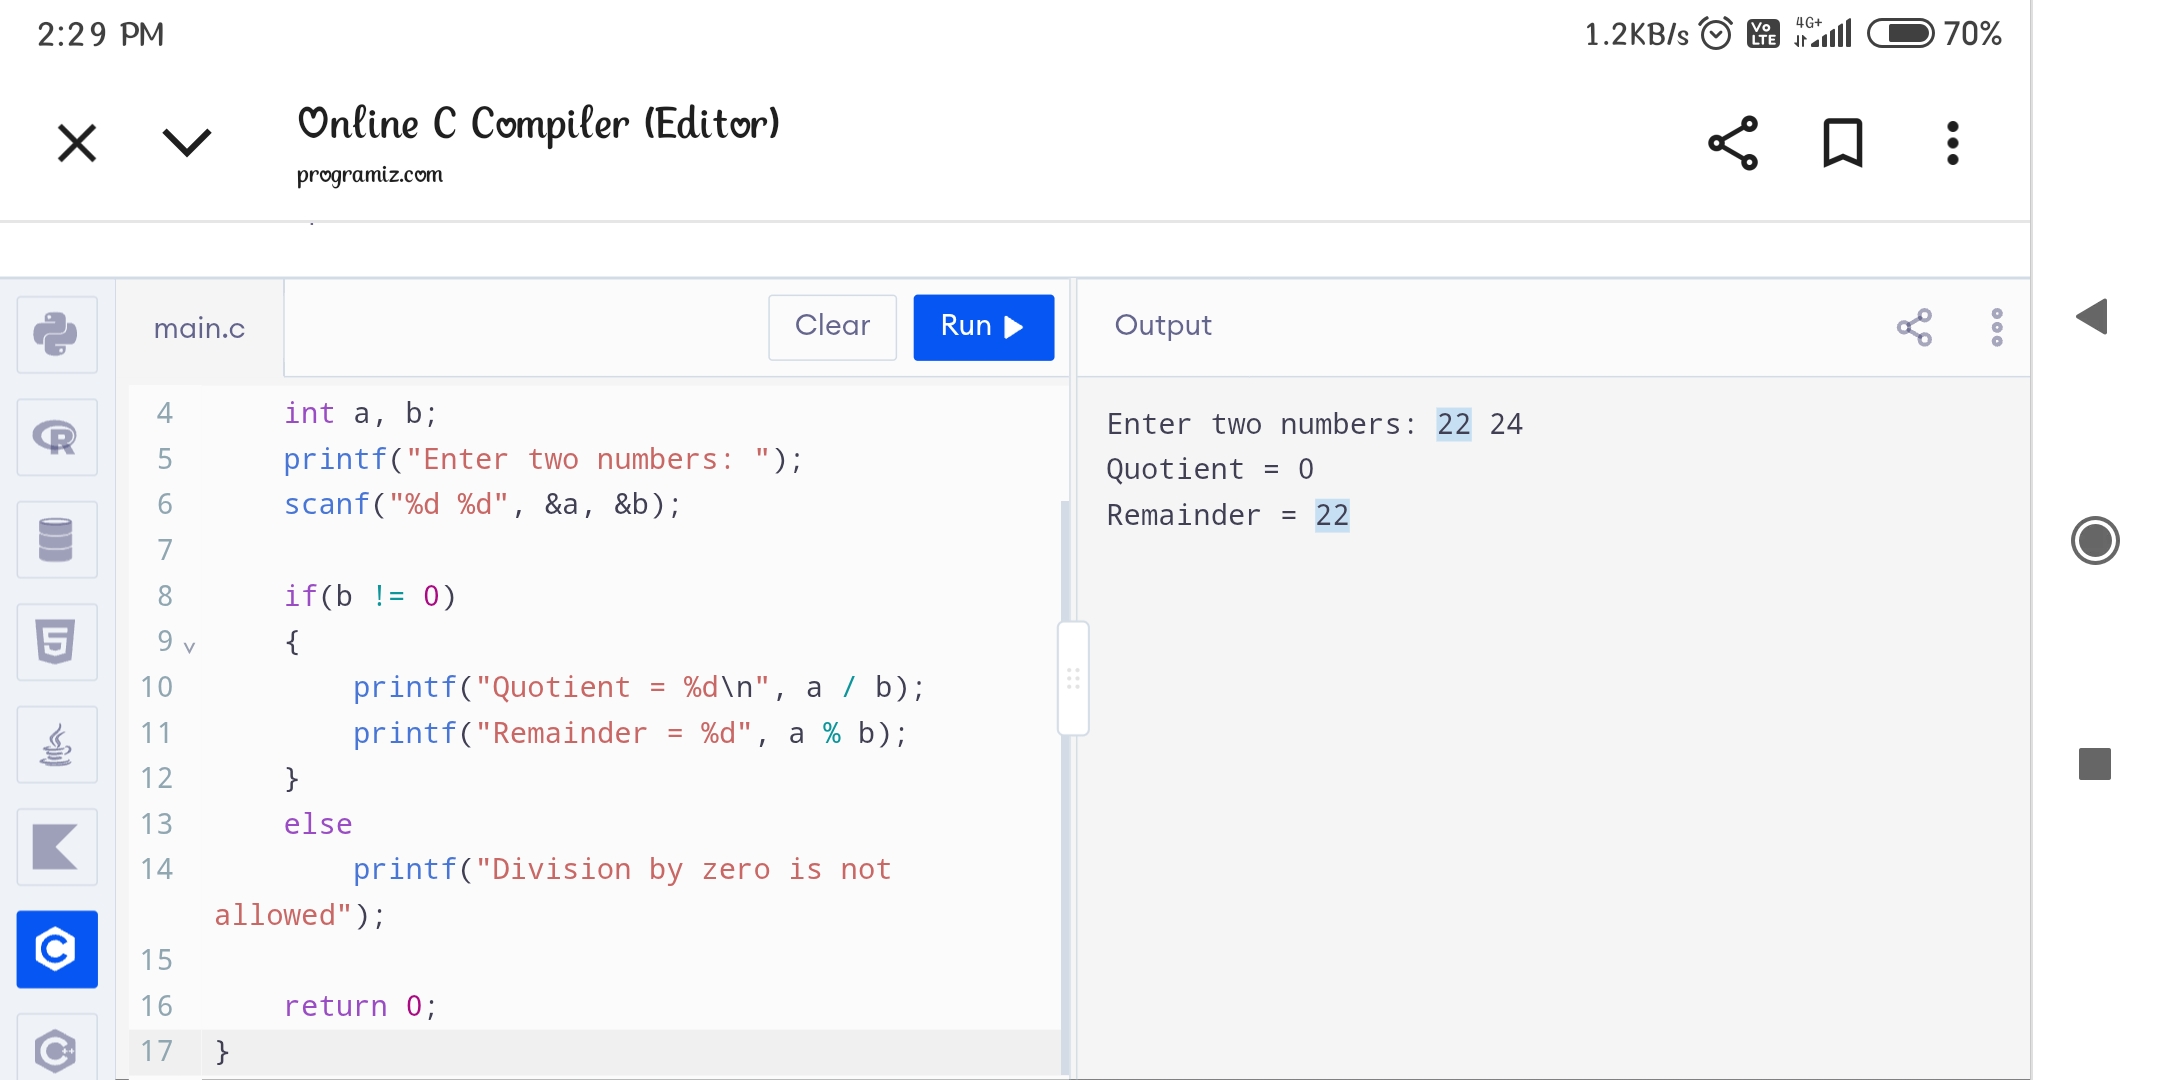 2:29 PM
1.2KB/s Vo LTE 4G+ 70%
Online C Compiler (Editor)
programiz.com
main.c
Clear
Run
Output
4 int a, b;
5 printf("Enter two numbers: ");
6 scanf("%d %d", &a, &b);
7
8 if(b != 0)
9 {
10 printf("Quotient = %d\n", a / b);
11 printf("Remainder = %d", a % b);
12 }
13 else
14 printf("Division by zero is not
allowed");
15
16 return 0;
17 }
Enter two numbers: 22 24
Quotient = 0
Remainder = 22